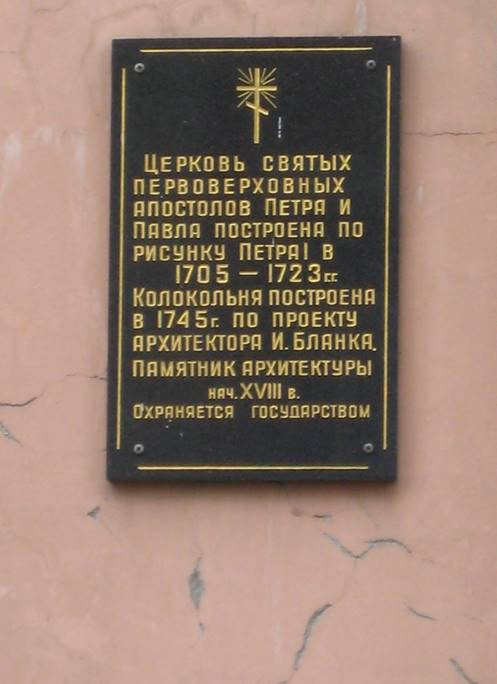 Церковь святых
первоверховных
апостолов Петра и
Павла построена по
рисунку Петра I в
1705 – 1723 г.г.
Колокольня построена
в 1745 г. по проекту
архитектора И. Бланка.
Памятник архитектуры
нач. XVIII в.
Охраняется государством